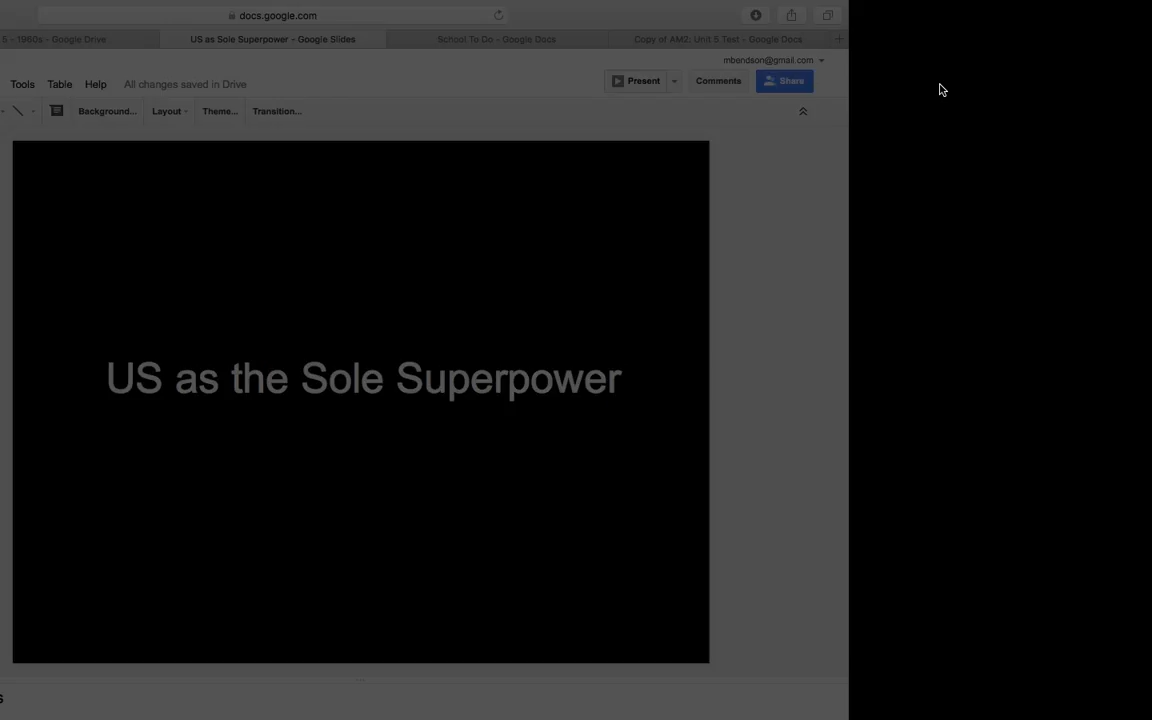 docs.google.com
5 - 1960s - Google Drive
US as Sole Superpower - Google Slides
School To Do - Google Docs
Copy of AM2: Unit 5 Test - Google Docs
mbendson@gmail.com
Tools Table Help All changes saved in Drive
Present Comments Share
Background... Layout Theme... Transition...
US as the Sole Superpower
s